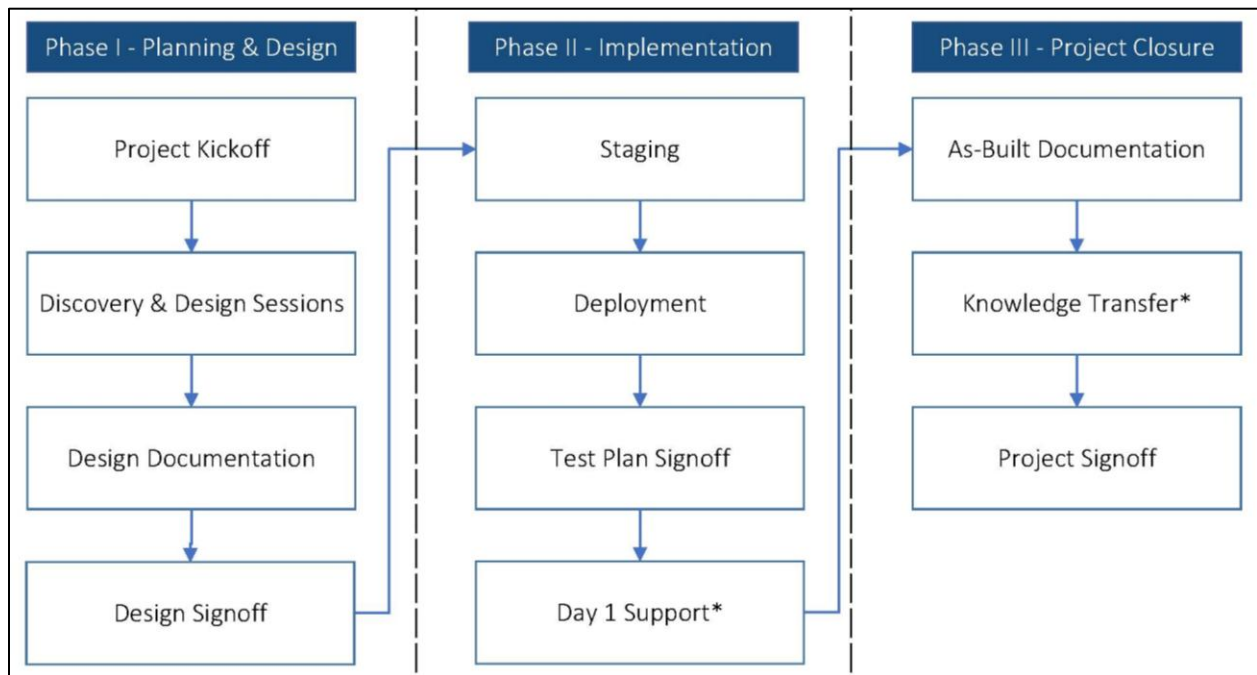 Phase I - Planning & Design
Project Kickoff
Discovery & Design Sessions
Design Documentation
Design Signoff
Phase II - Implementation
Staging
Deployment
Test Plan Signoff
Day 1 Support*
Phase III - Project Closure
As-Built Documentation
Knowledge Transfer*
Project Signoff